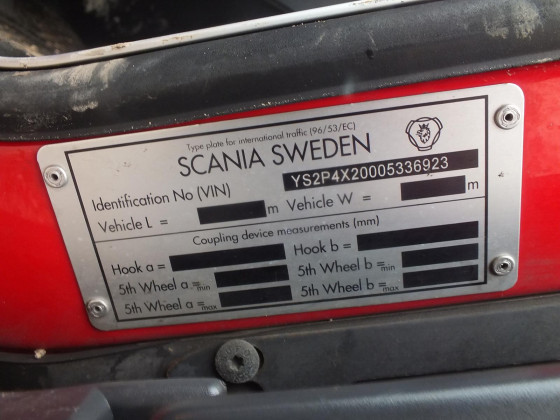 Type plate for international traffic (96/53/EC)
SCANIA SWEDEN
Identification No (VIN) YS2P4X20005336923
Vehicle L = m Vehicle W = m
Coupling device measurements (mm)
Hook a = Hook b =
5th Wheel a =min 5th Wheel b =min
5th Wheel a =max 5th Wheel b =max